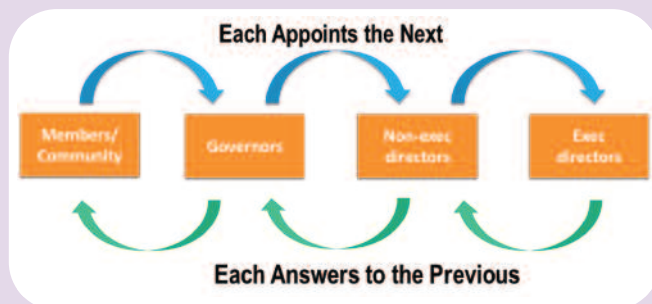 Each Appoints the Next
Members/
Community
Governors
Non-exec
directors
Exec
directors
Each Answers to the Previous